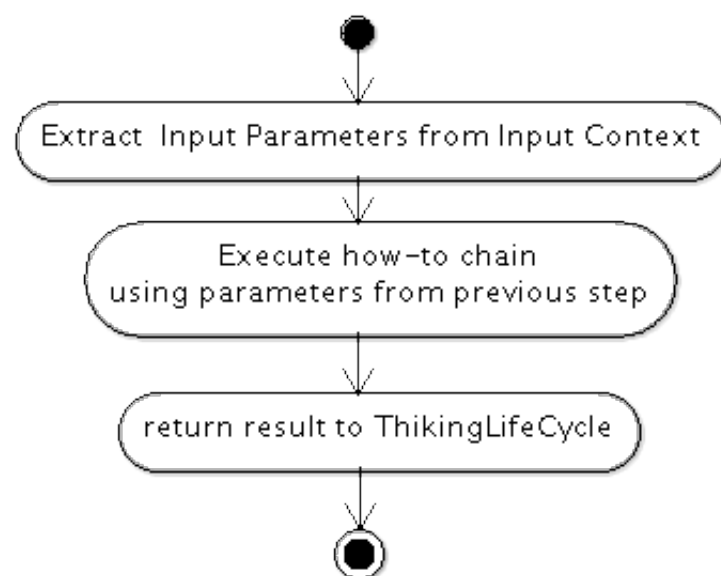 Extract Input Parameters from Input Context
Execute how-to chain
using parameters from previous step
return result to ThikingLifeCycle